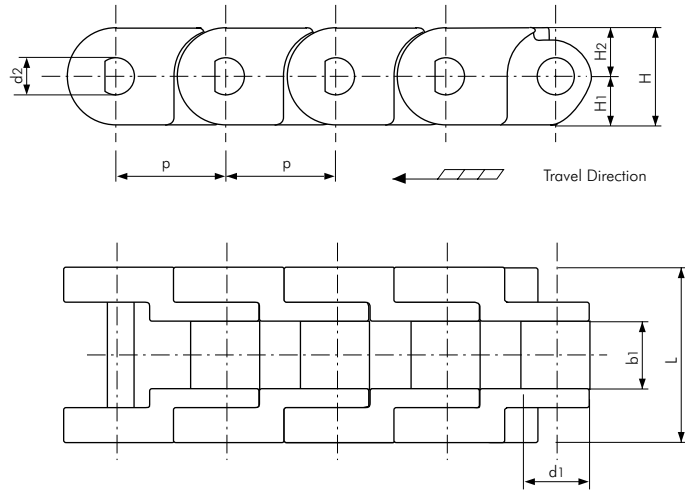 d2
H2
H
H1
p
p
Travel Direction
b1
L
d1